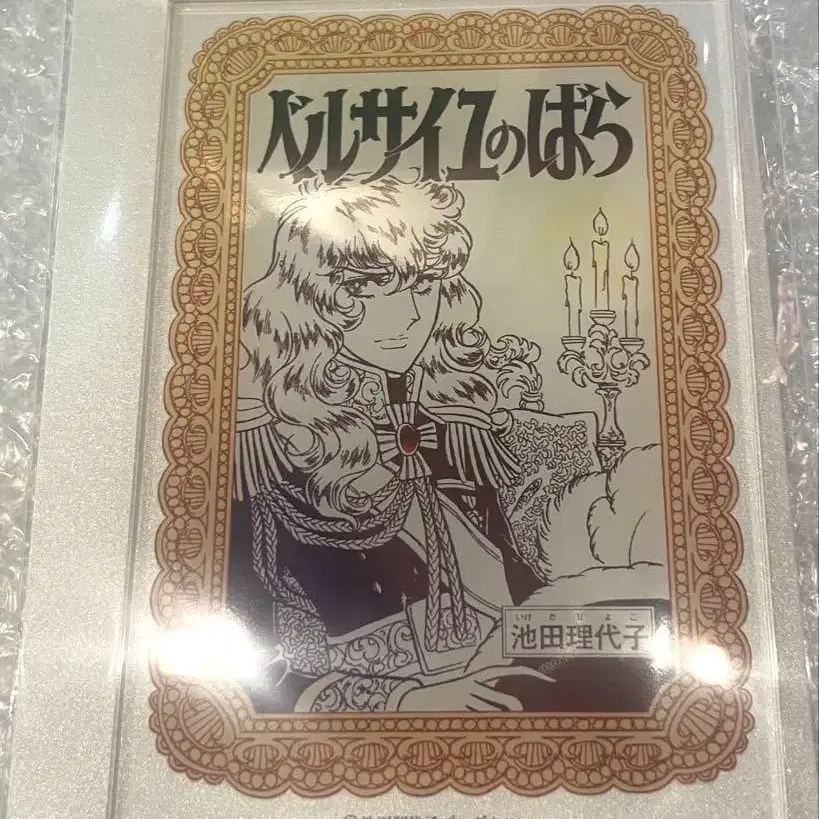 ベルサイユのばら
いけだりよこ
池田理代子